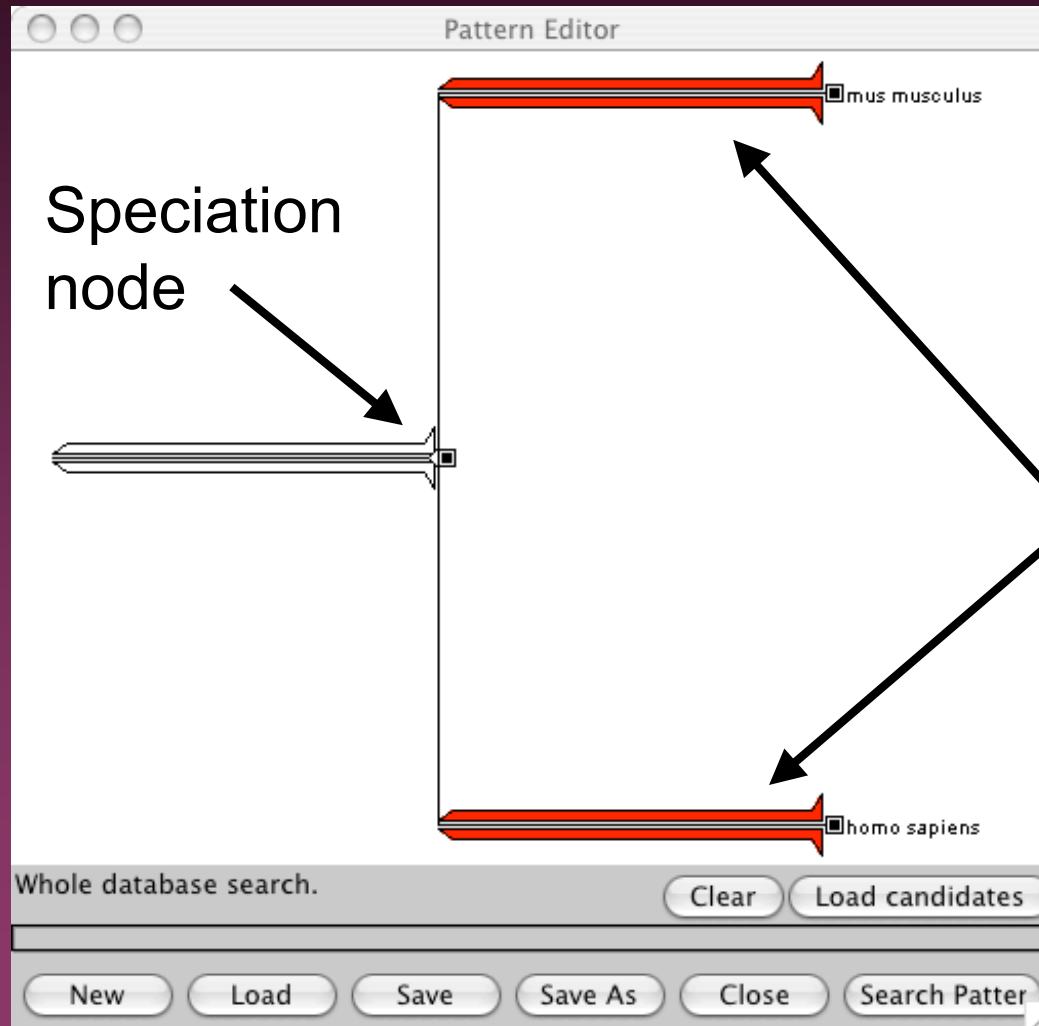 Pattern Editor
mus musculus
Speciation
node
homo sapiens
Whole database search.
Clear
Load candidates
New
Load
Save
Save As
Close
Search Patter